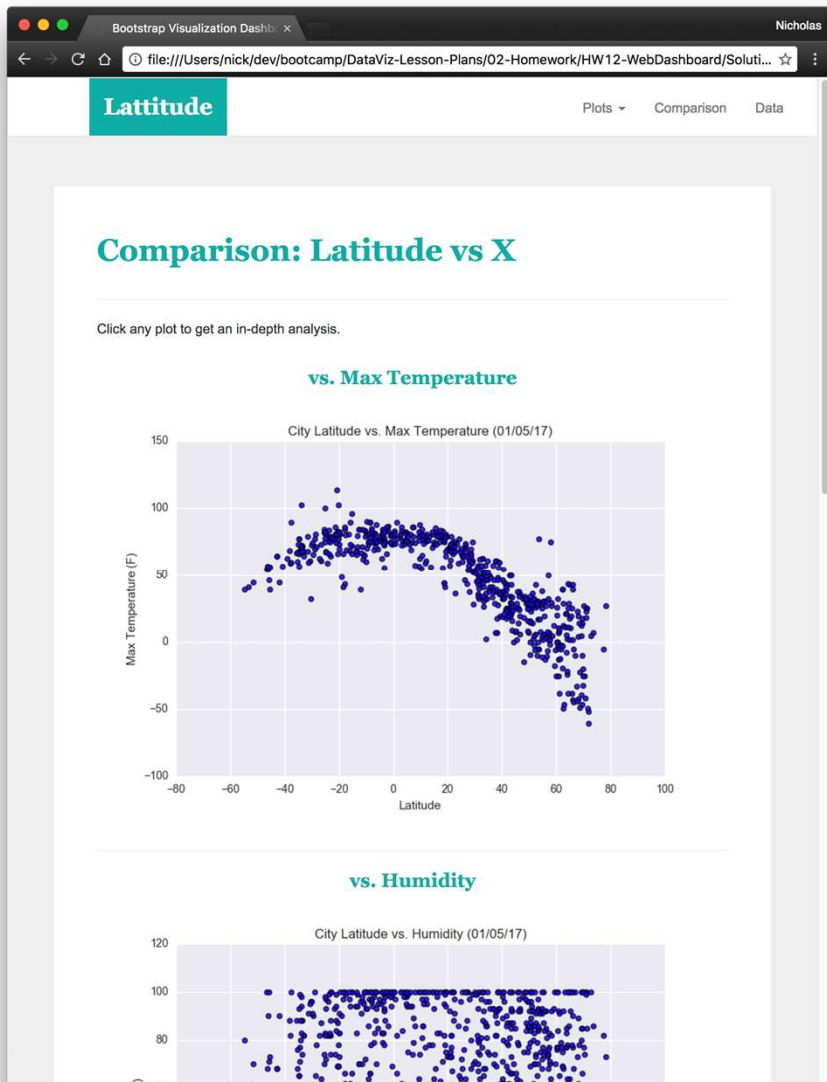 Bootstrap Visualization Dashb
Nicholas
file:///Users/nick/dev/bootcamp/DataViz-Lesson-Plans/02-Homework/HW12-WebDashboard/Soluti...
Lattitude
Plots
Comparison
Data
Comparison: Latitude vs X
Click any plot to get an in-depth analysis.
vs. Max Temperature
City Latitude vs. Max Temperature (01/05/17)
150
100
50
0
−50
−100
Max Temperature (F)
−80 −60 −40 −20 0 20 40 60 80 100
Latitude
vs. Humidity
City Latitude vs. Humidity (01/05/17)
120
100
80